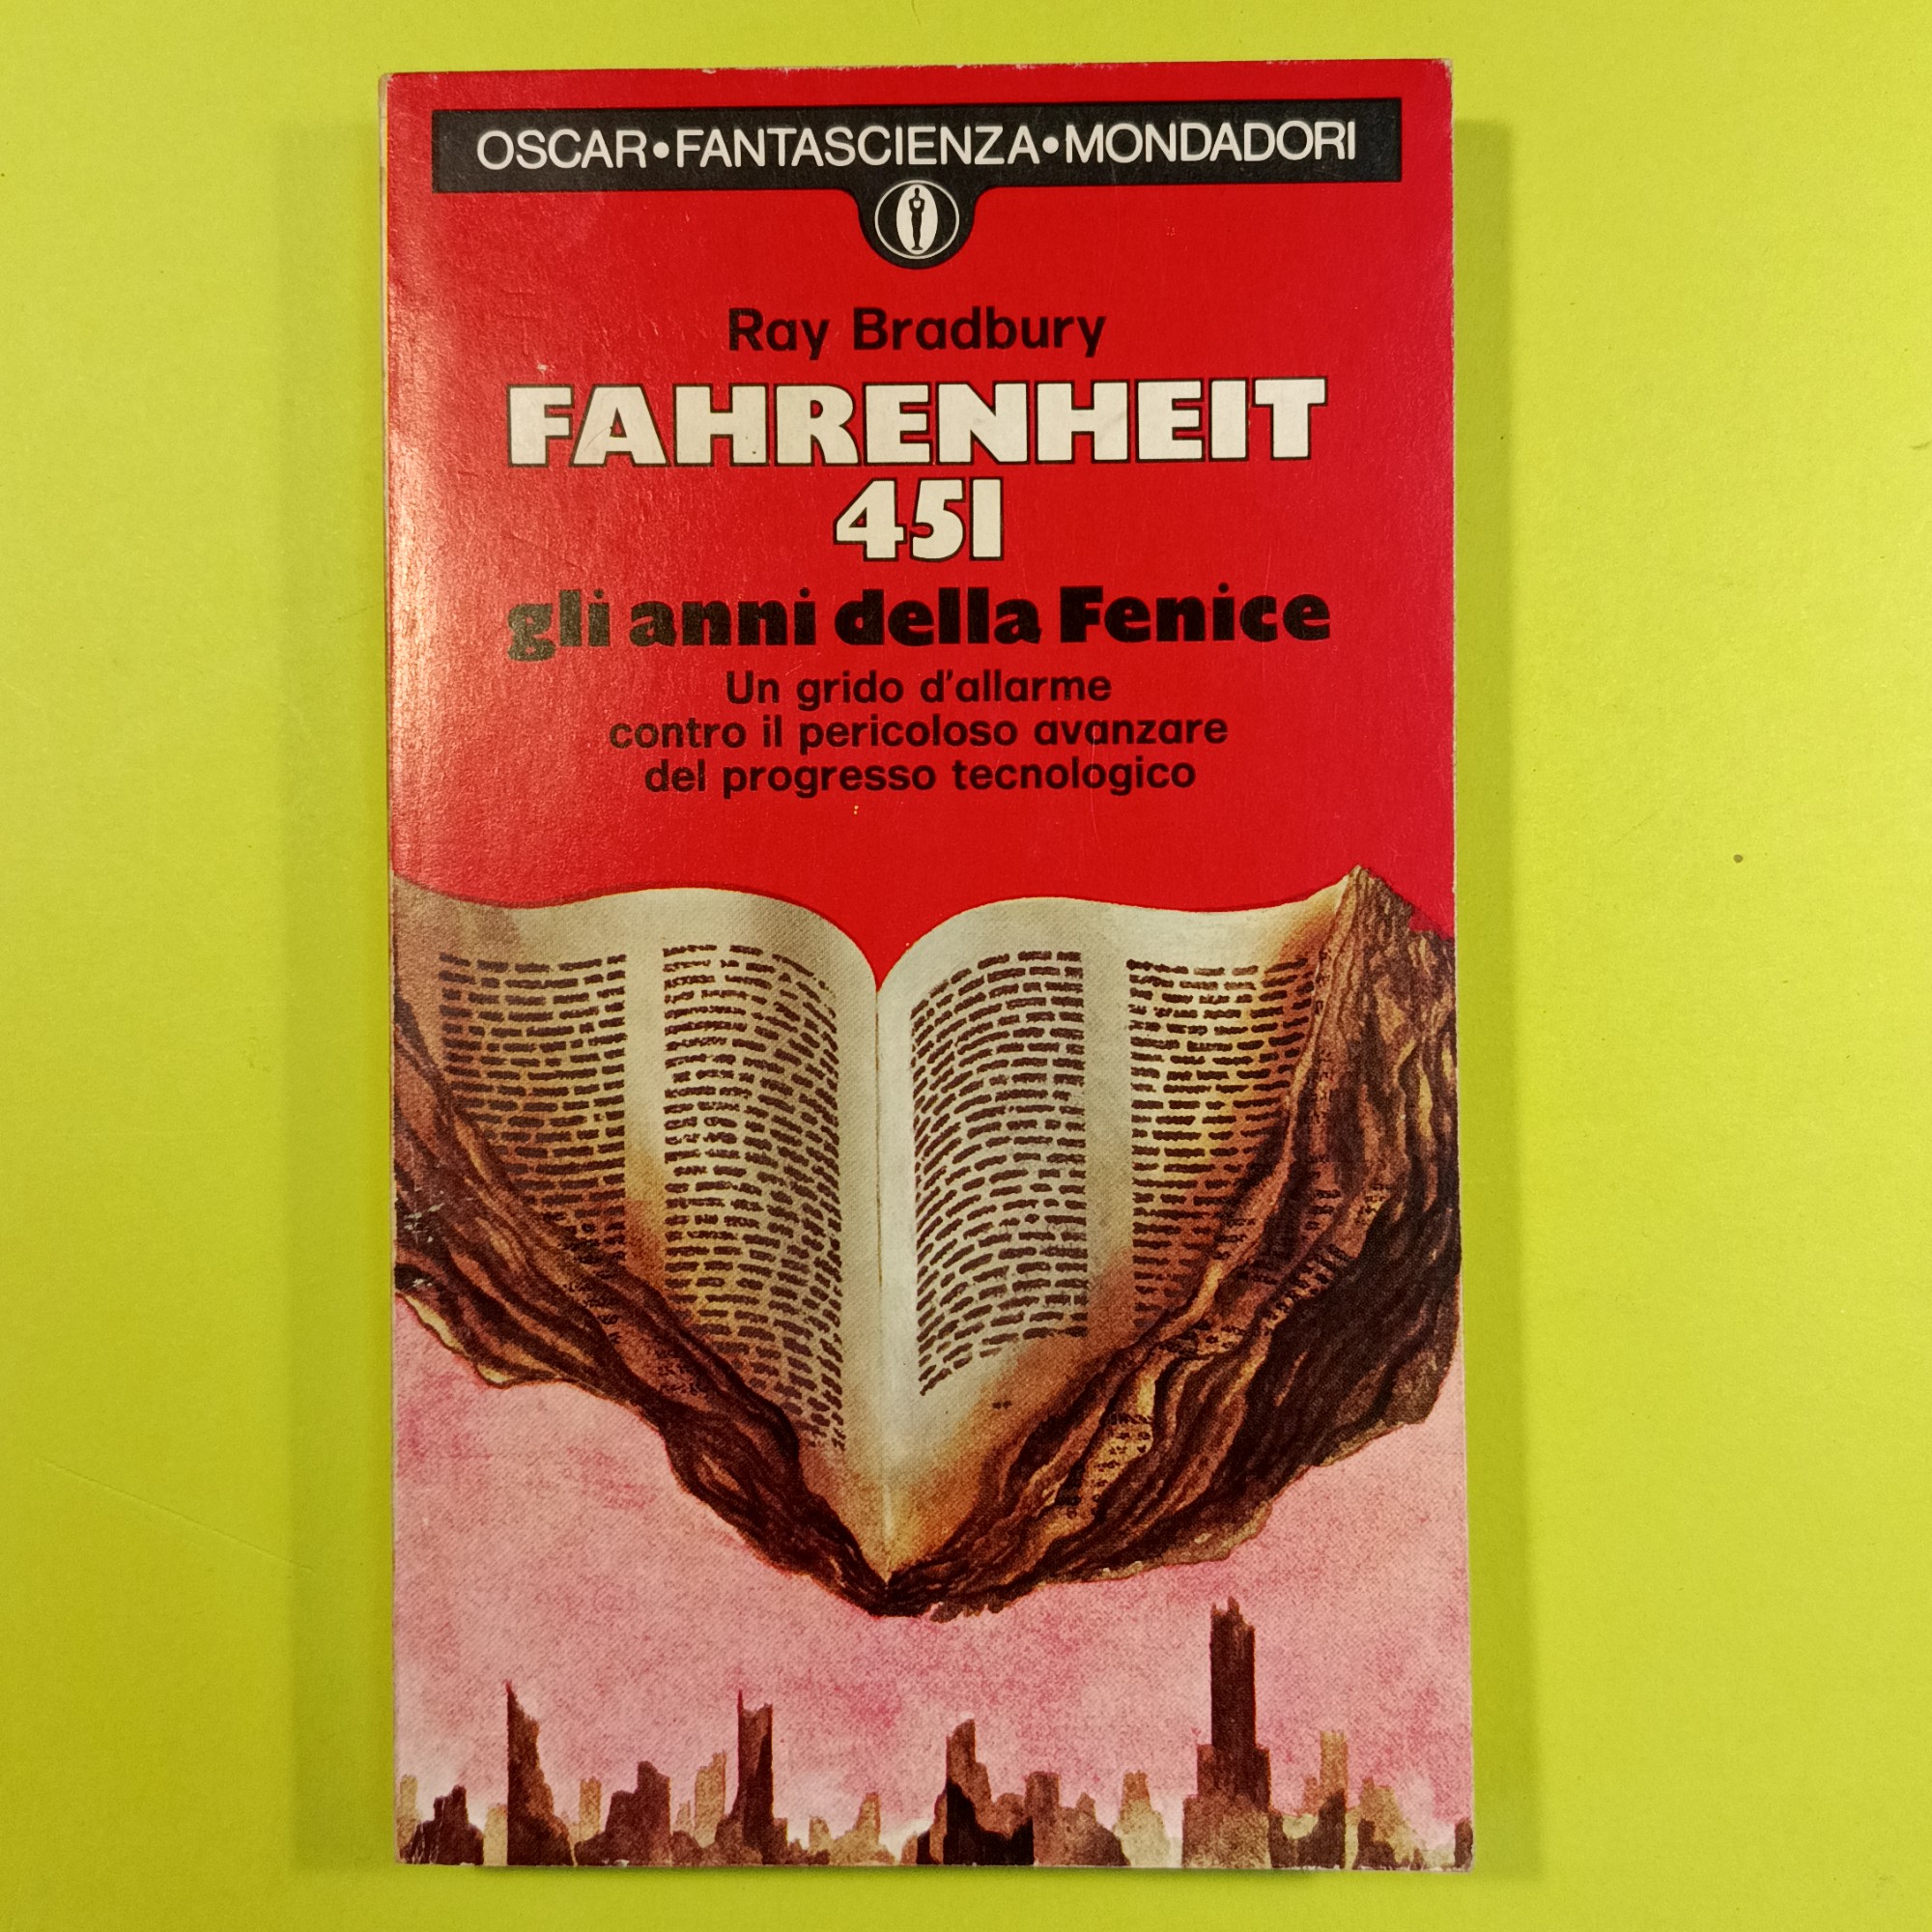 OSCAR•FANTASCIENZA•MONDADORI
Ray Bradbury
FAHRENHEIT
451
gli anni della Fenice
Un grido d'allarme
contro il pericoloso avanzare
del progresso tecnologico